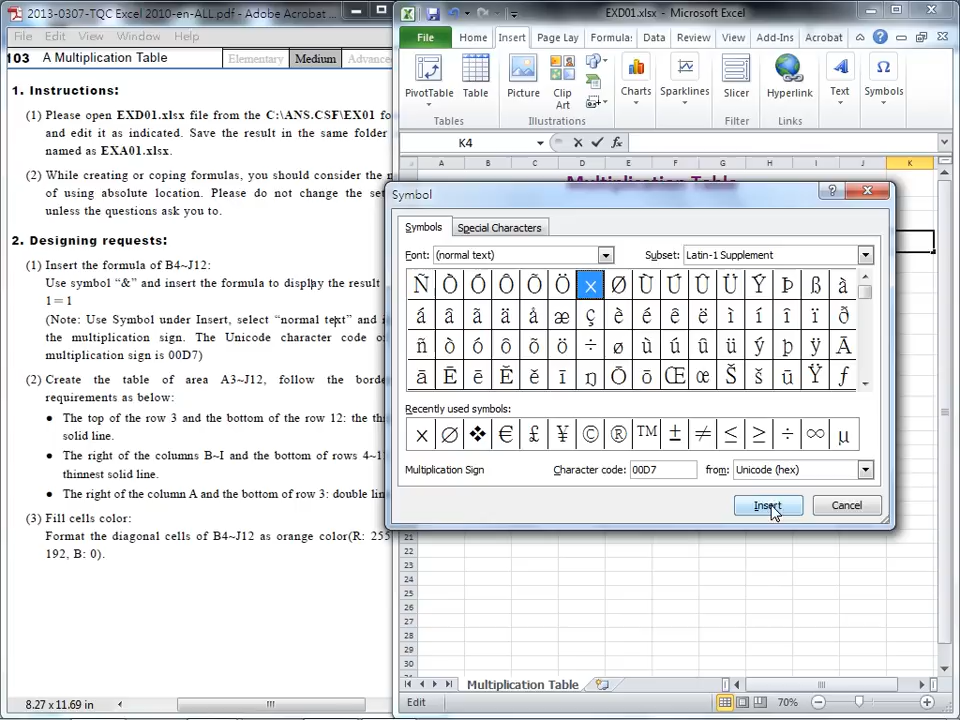 2013-0307-TQC Excel 2010-en-ALL.pdf - Adobe Acrobat
File Edit View Window Help
103 A Multiplication Table Elementary Medium Advance
1. Instructions:
(1) Please open EXD01.xlsx file from the C:\ANS.CSF\EX01 fo
and edit it as indicated. Save the result in the same folder
named as EXA01.xlsx.
(2) While creating or coping formulas, you should consider the
of using absolute location. Please do not change the set
unless the questions ask you to.
2. Designing requests:
(1) Insert the formula of B4~J12:
Use symbol “&” and insert the formula to display the result
1=1
(Note: Use Symbol under Insert, select “normal text” and i
the multiplication sign. The Unicode character code o
multiplication sign is 00D7)
(2) Create the table of area A3~J12, follow the borde
requirements as below:
• The top of the row 3 and the bottom of the row 12: the th
solid line.
• The right of the columns B~I and the bottom of rows 4~1
thinnest solid line.
• The right of the column A and the bottom of row 3: double lin
(3) Fill cells color:
Format the diagonal cells of B4~J12 as orange color(R: 255
192, B: 0).
8.27 x 11.69 in
EXD01.xlsx - Microsoft Excel
File Home Insert Page Lay Formula: Data Review View Add-Ins Acrobat
PivotTable Table Picture Clip Art Charts Sparklines Slicer Hyperlink Text Symbols
Tables Illustrations Filter Links
K4 fx
A B C D E F G H I J K
Multiplication Table
Symbol
Symbols Special Characters
Font: (normal text) Subset: Latin-1 Supplement
Ñ Ò Ó Ô Õ Ö × Ø Ù Ú Û Ü Ý Þ ß à
á â ã ä å æ ç è é ê ë ì í î ï ð
ñ ò ó ô õ ö ÷ ø ù ú û ü ý þ ÿ Ā
ā Ē ē Ĕ ě ī ŋ Ō ō Œ œ Š š ū Ÿ ƒ
Recently used symbols:
× ∅ ❖ € £ ¥ © ® ™ ± ≠ ≤ ≥ ÷ ∞ µ
Multiplication Sign Character code: 00D7 from: Unicode (hex)
Insert Cancel
21
22
23
24
25
26
27
28
29
30
Multiplication Table
Edit 70%